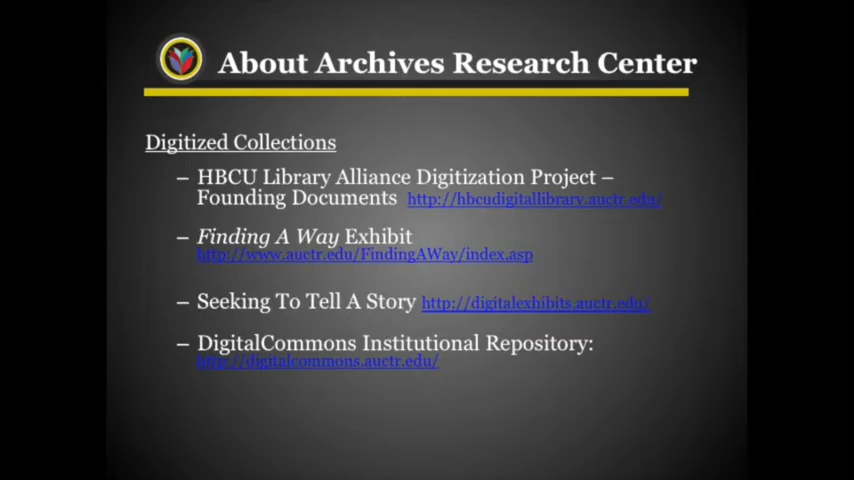 About Archives Research Center
Digitized Collections
– HBCU Library Alliance Digitization Project –
Founding Documents http://hbcudigitallibrary.auctr.edu/
– Finding A Way Exhibit
http://www.auctr.edu/FindingAWay/index.asp
– Seeking To Tell A Story http://digitalexhibits.auctr.edu/
– DigitalCommons Institutional Repository:
http://digitalcommons.auctr.edu/